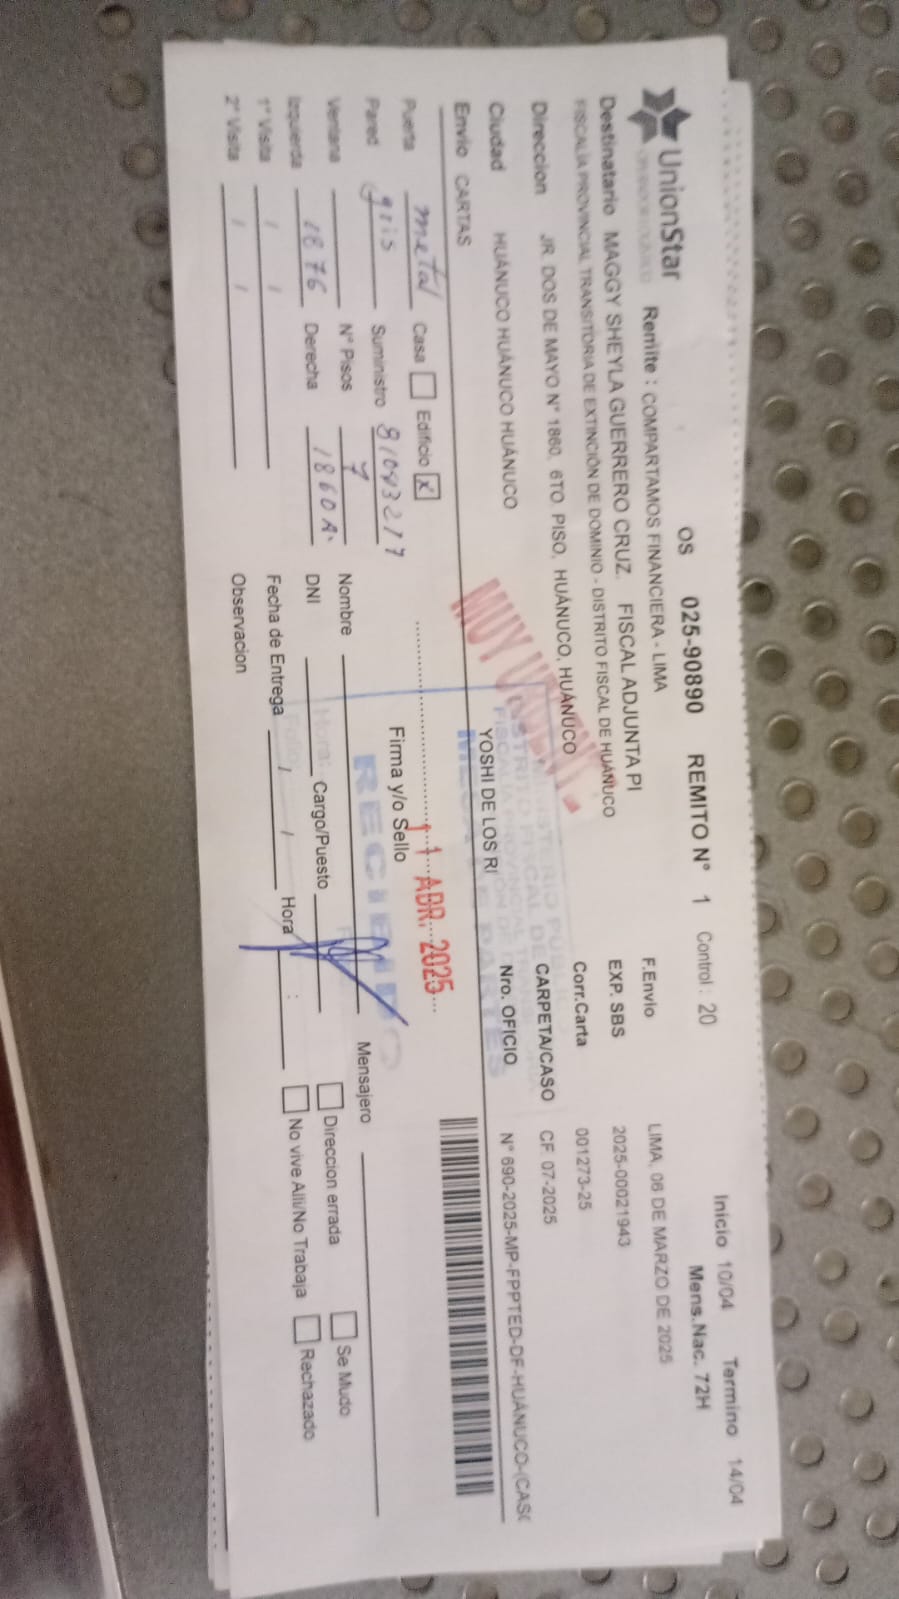 UnionStar
OS 025-90890 REMITO N° 1 Control : 20
Inicio 10/04 Termino 14/04
Mens.Nac. 72H
Remite : COMPARTAMOS FINANCIERA - LIMA
F.Envio LIMA, 06 DE MARZO DE 2025
Destinatario MAGGY SHEYLA GUERRERO CRUZ. FISCAL ADJUNTA PI
EXP. SBS 2025-00021943
FISCALÍA PROVINCIAL TRANSITORIA DE EXTINCIÓN DE DOMINIO - DISTRITO FISCAL DE HUÁNUCO
Corr.Carta 001273-25
Direccion JR. DOS DE MAYO N° 1860, 6TO. PISO, HUÁNUCO, HUÁNUCO
CARPETA/CASO CF. 07-2025
Ciudad HUÁNUCO HUÁNUCO HUÁNUCO
YOSHI DE LOS RI
Nro. OFICIO N° 690-2025-MP-FPPTED-DF-HUÁNUCO-(CAS
Envio CARTAS
MUY
11 ABR. 2025
RECIBIDO
Puerta metal Casa Edificio x
Firma y/o Sello
Pared gris Suministro 81093217
Nombre
Mensajero
Ventana N° Pisos 7
DNI Cargo/Puesto
Direccion errada Se Mudo
Izquierda 1876 Derecha 1860A.
Fecha de Entrega / / Hora :
No vive Alli/No Trabaja Rechazado
1° Visita / /
Observacion
2° Visita / /